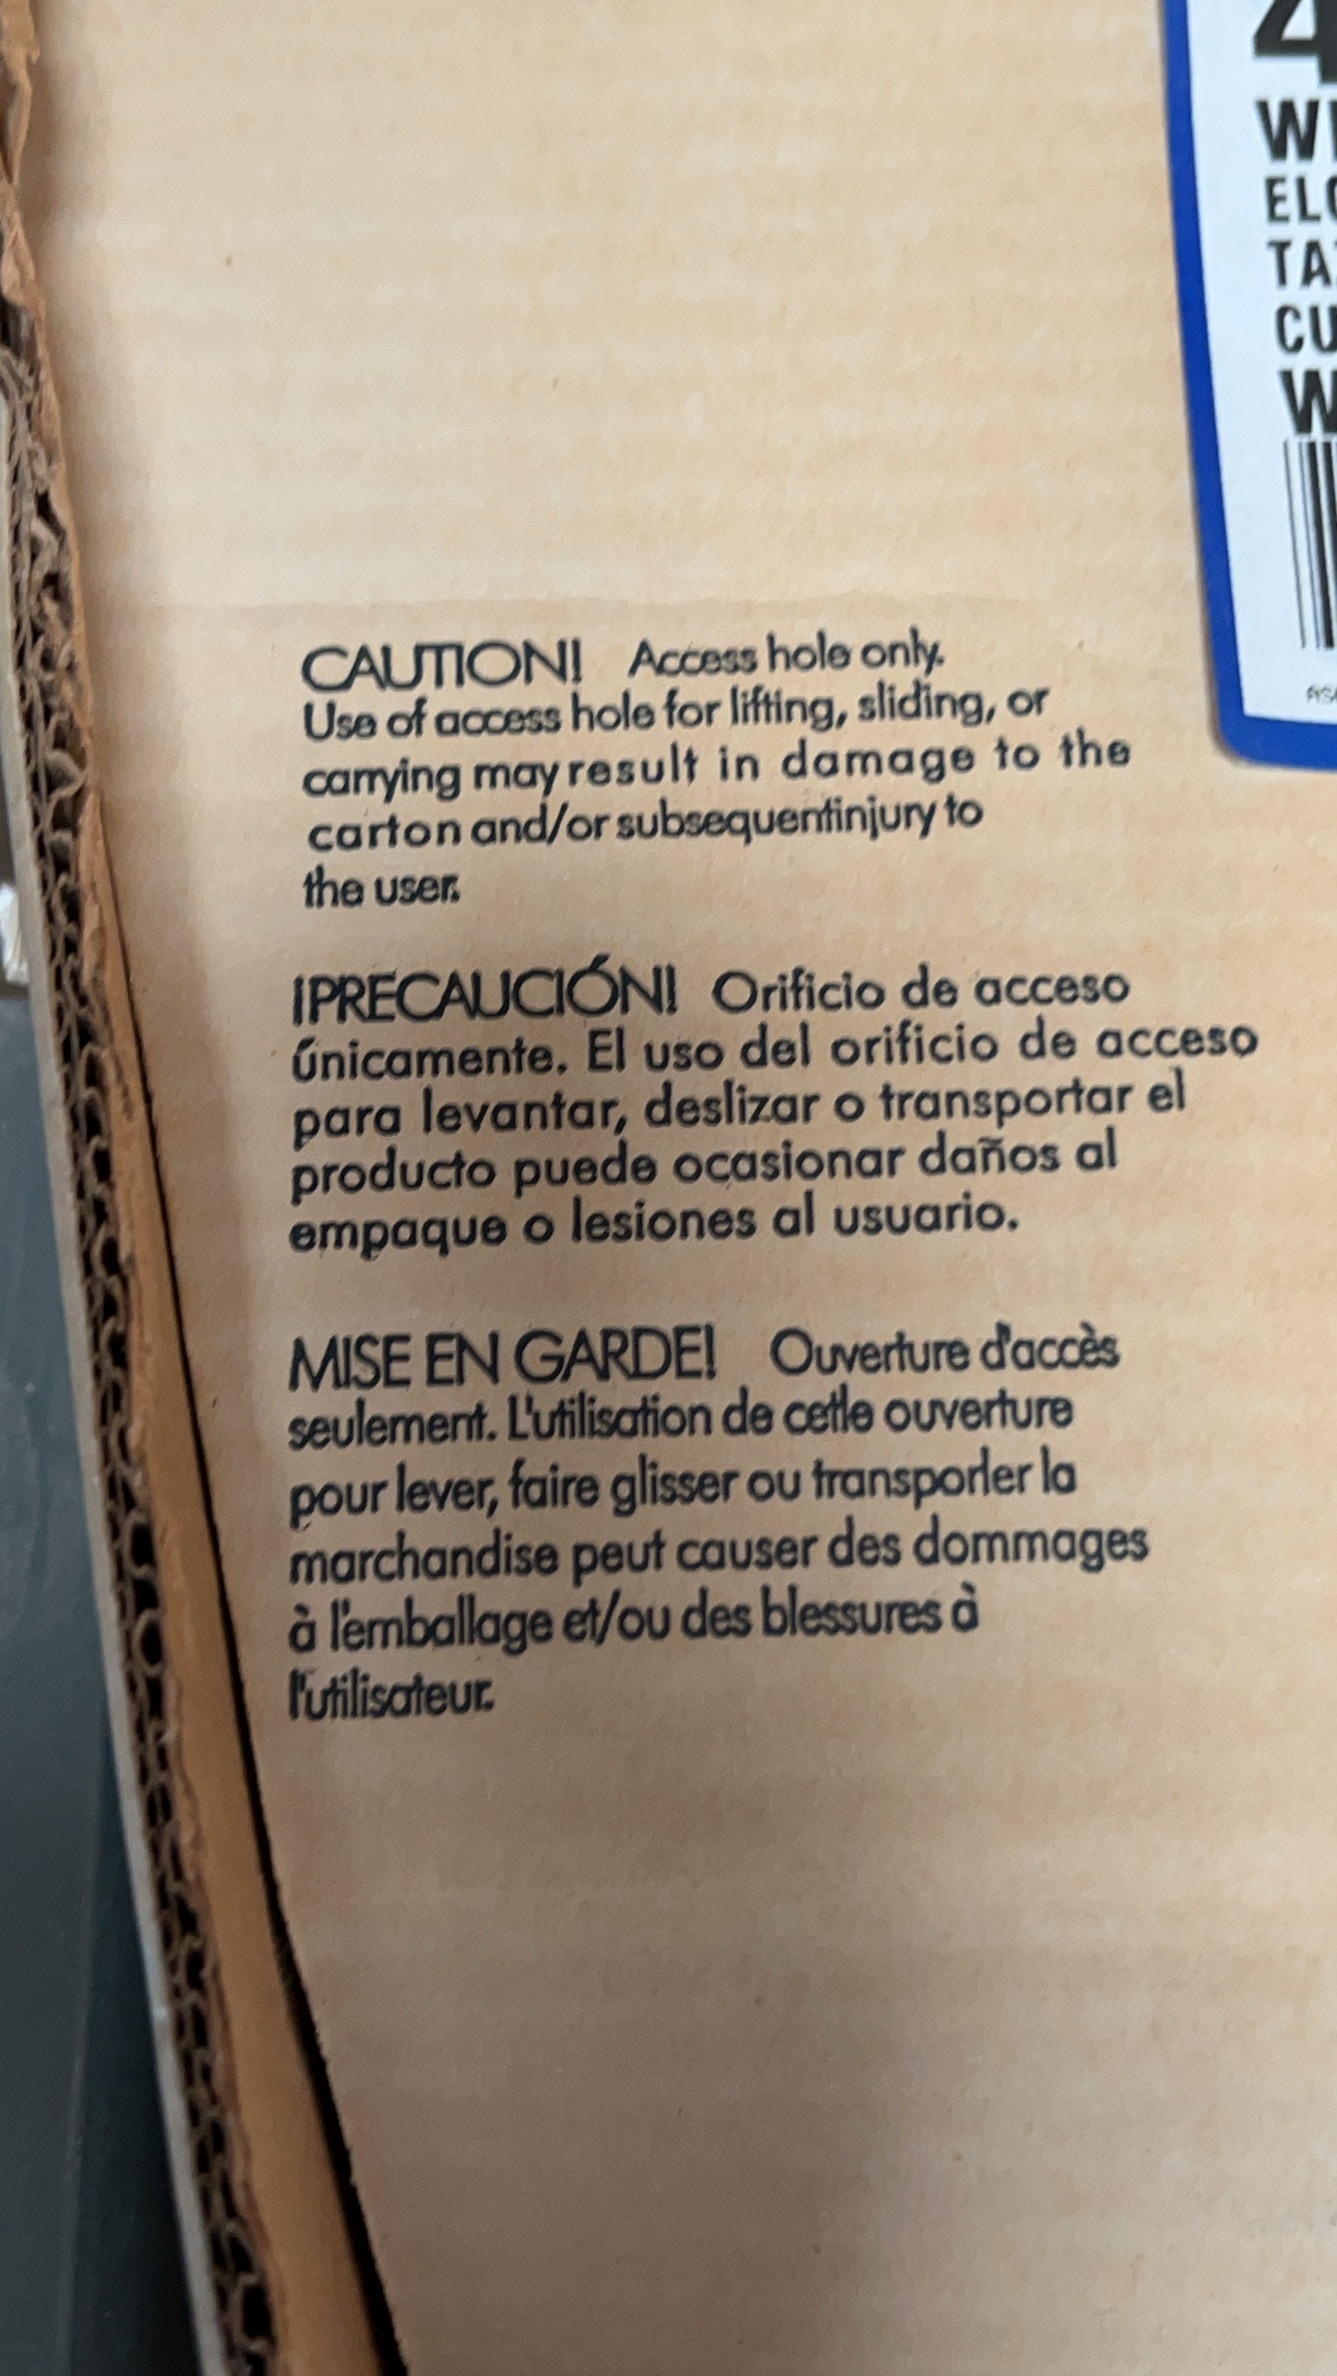 CAUTION! Access hole only.
Use of access hole for lifting, sliding, or
carrying may result in damage to the
carton and/or subsequentinjury to
the user.
¡PRECAUCIÓN! Orificio de acceso
únicamente. El uso del orificio de acceso
para levantar, deslizar o transportar el
producto puede ocasionar daños al
empaque o lesiones al usuario.
MISE EN GARDE! Ouverture d'accès
seulement. L'utilisation de cette ouverture
pour lever, faire glisser ou transporter la
marchandise peut causer des dommages
à l'emballage et/ou des blessures à
l'utilisateur.